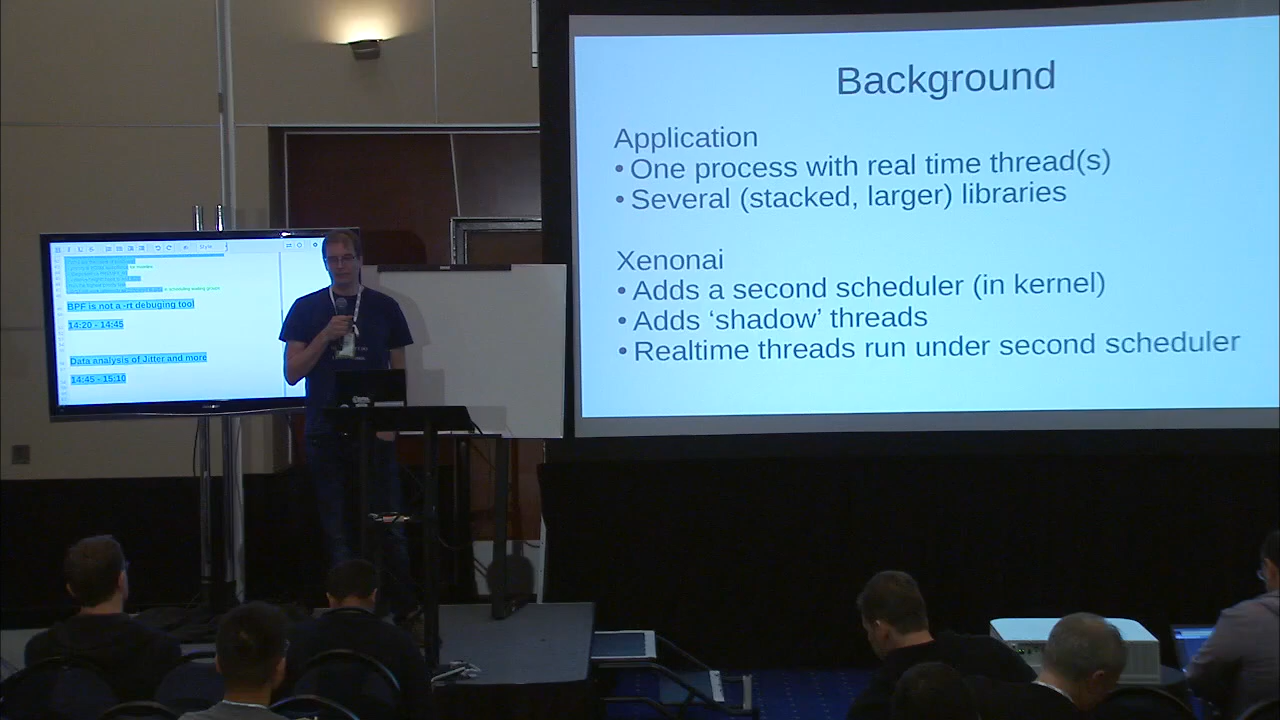 Background
Application
• One process with real time thread(s)
• Several (stacked, larger) libraries
Xenonai
• Adds a second scheduler (in kernel)
• Adds ‘shadow’ threads
• Realtime threads run under second scheduler
Style
BPF is not a -rt debuging tool
14:20 - 14:45
Data analysis of Jitter and more
14:45 - 15:10